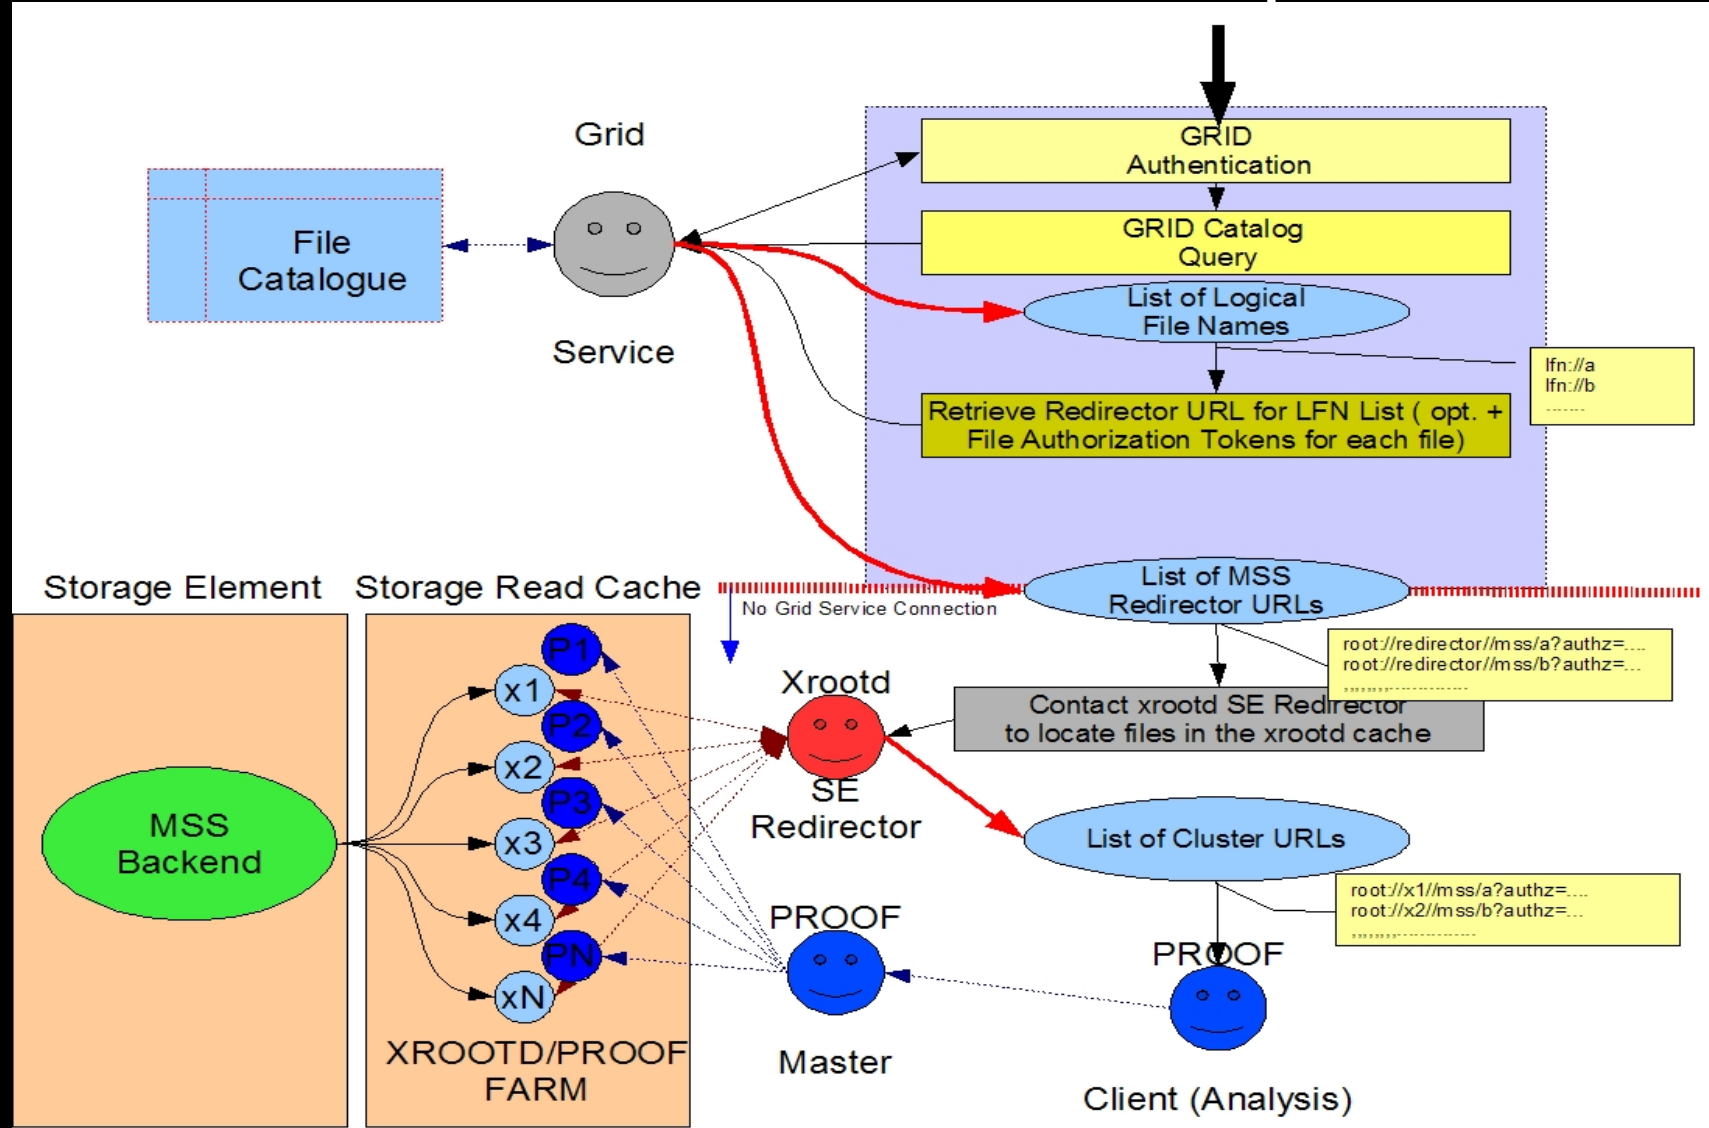 Grid
Service
File
Catalogue
GRID
Authentication
GRID Catalog
Query
List of Logical
File Names
lfn://a
lfn://b
.......
Retrieve Redirector URL for LFN List ( opt. +
File Authorization Tokens for each file)
List of MSS
Redirector URLs
No Grid Service Connection
root://redirector//mss/a?authz=....
root://redirector//mss/b?authz=...
,,,,,,,,..............
Contact xrootd SE Redirector
to locate files in the xrootd cache
Storage Element
Storage Read Cache
MSS
Backend
P1
x1
P2
x2
P3
x3
P4
x4
PN
xN
XROOTD/PROOF
FARM
Xrootd
SE
Redirector
List of Cluster URLs
root://x1//mss/a?authz=....
root://x2//mss/b?authz=...
,,,,,,,,..............
PROOF
Master
PROOF
Client (Analysis)